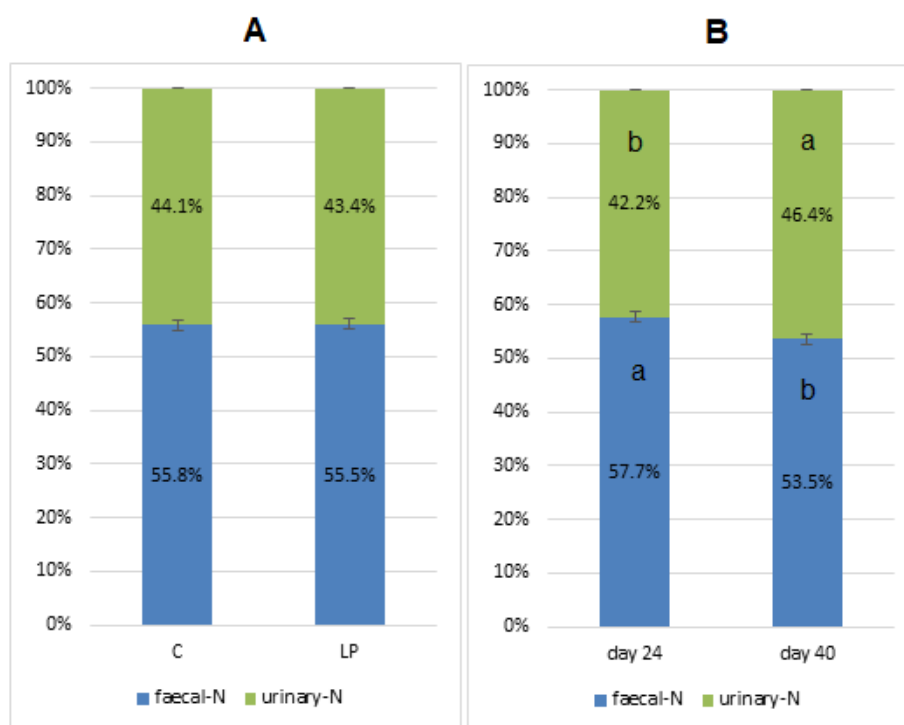 A
100%
90%
80%
70%
60%
50%
40%
30%
20%
10%
0%
44.1%
43.4%
55.8%
55.5%
C
LP
faecal-N
urinary-N
B
100%
90%
80%
70%
60%
50%
40%
30%
20%
10%
0%
b
a
42.2%
46.4%
a
b
57.7%
53.5%
day 24
day 40
faecal-N
urinary-N